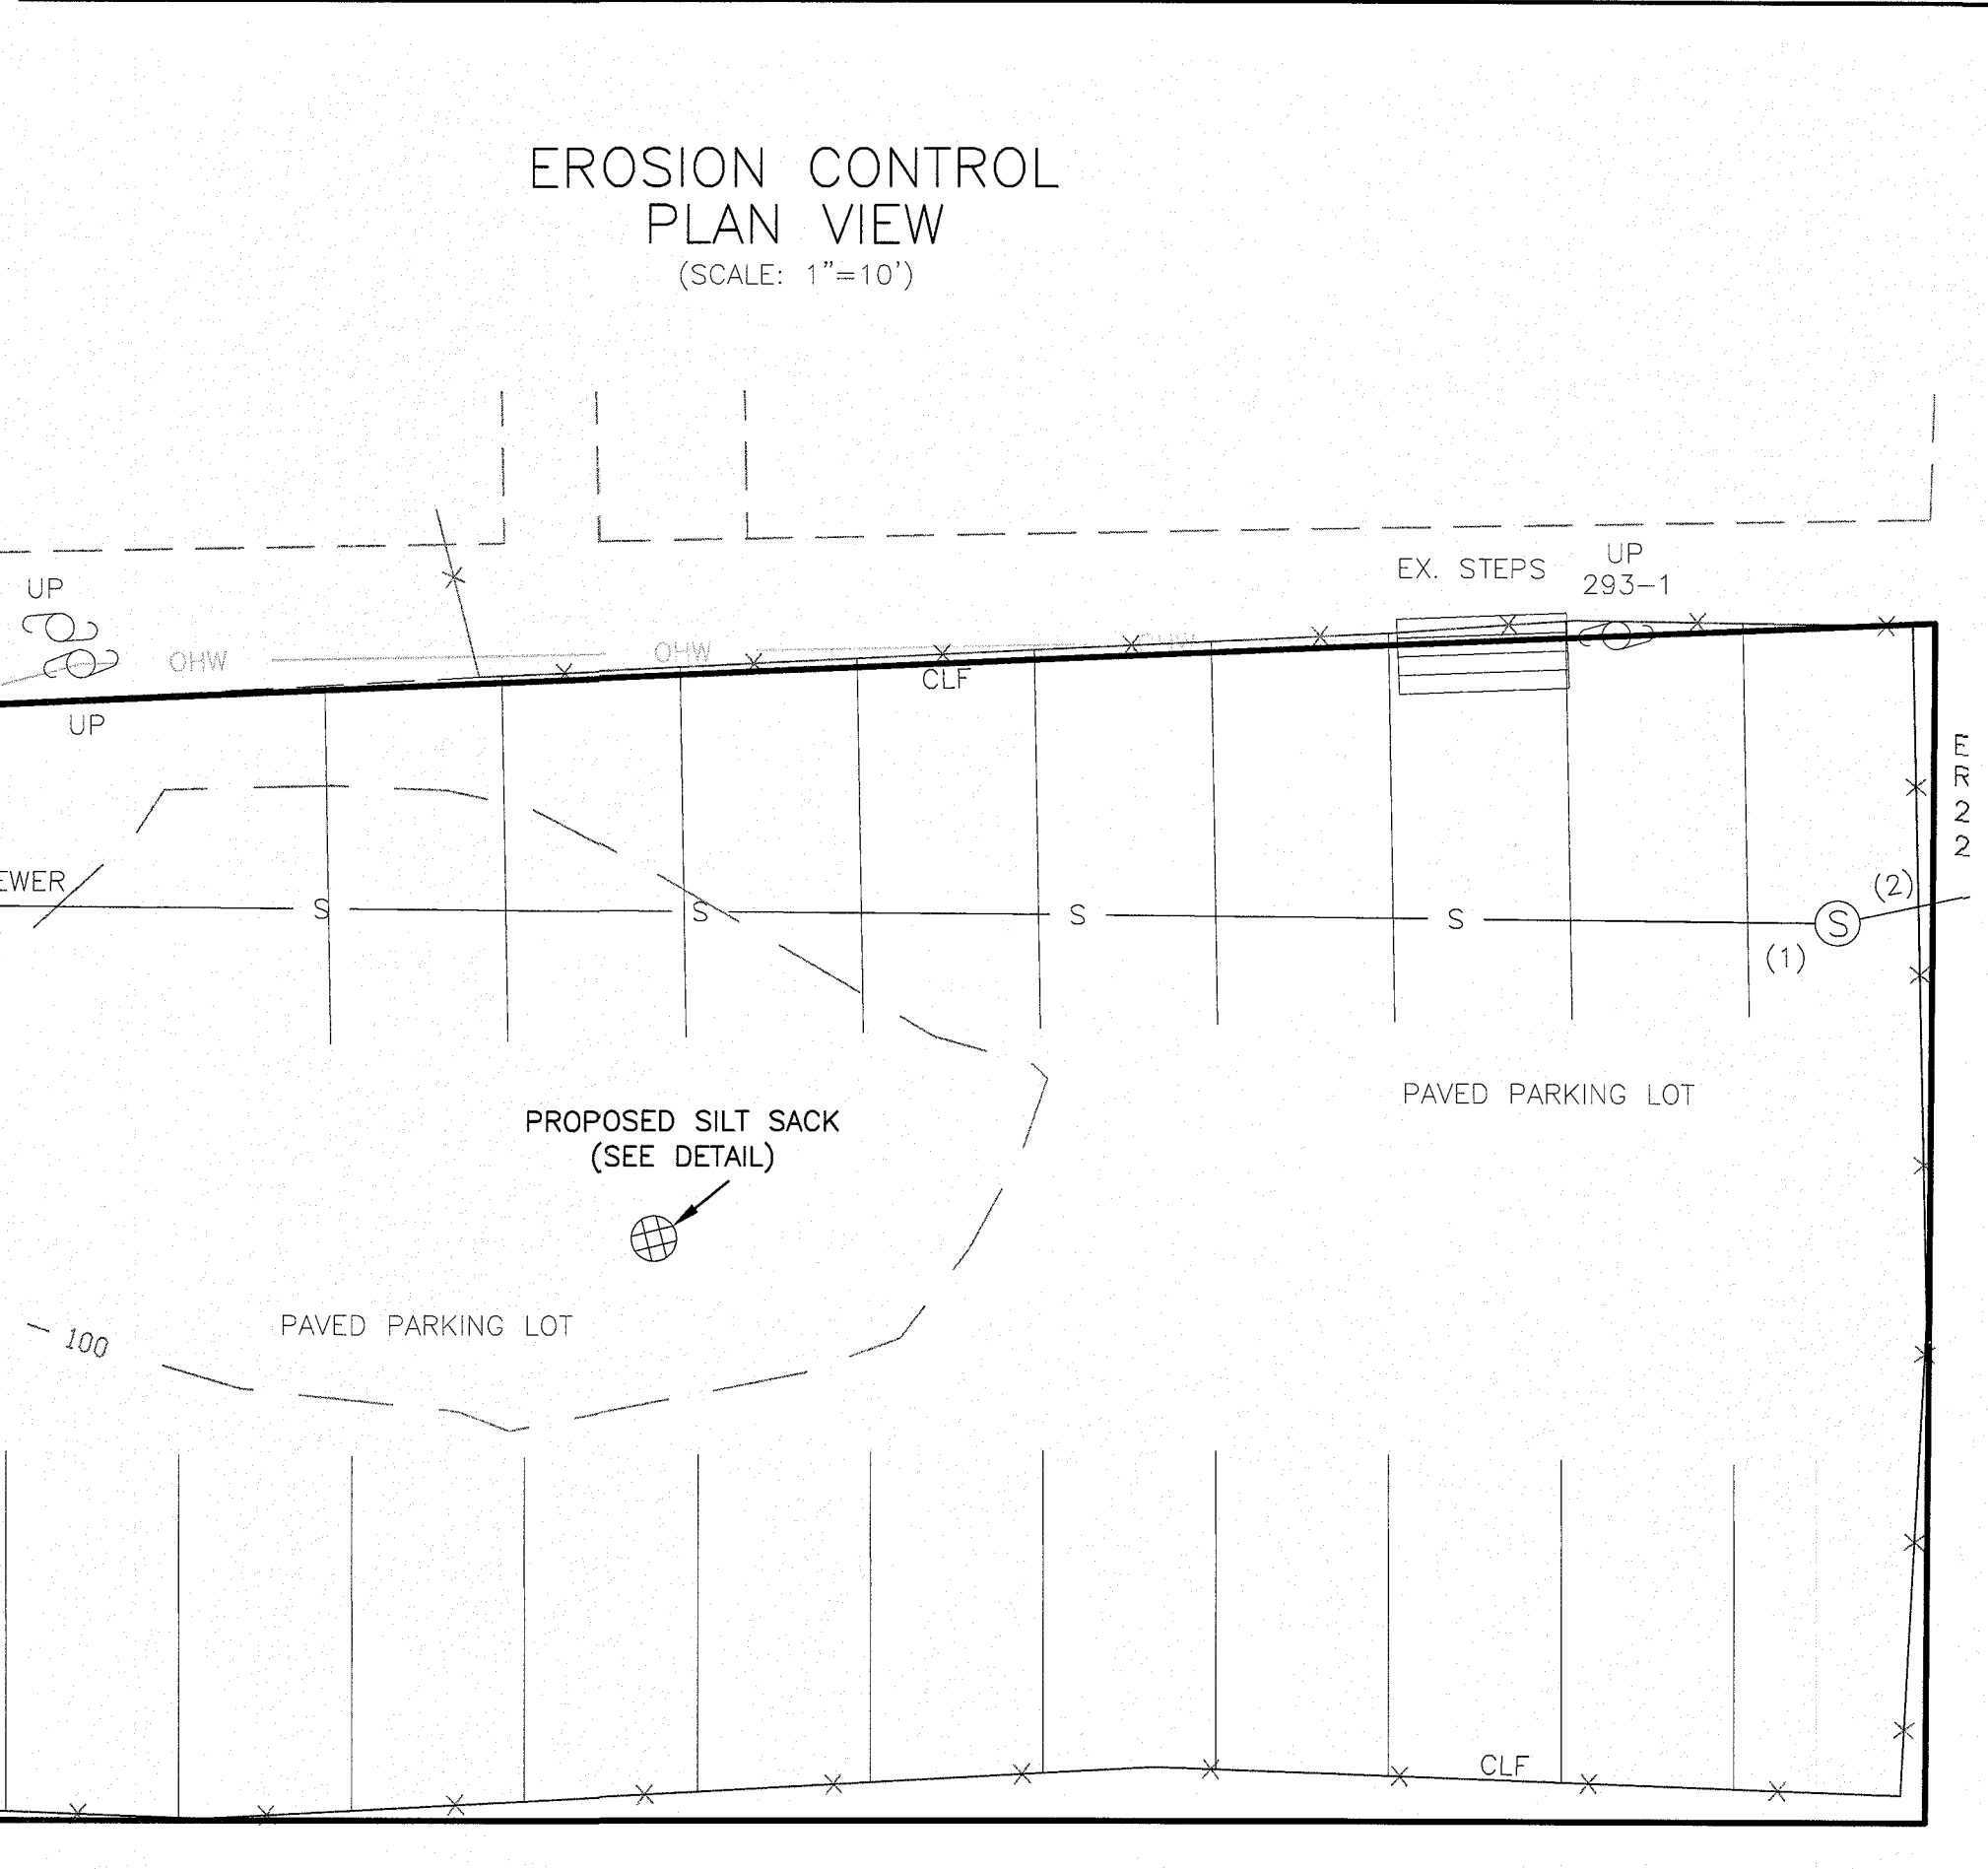 EROSION CONTROL
PLAN VIEW
(SCALE: 1"=10')
UP
EX. STEPS
UP
293-1
OHW
OHW
OHW
CLF
UP
E
R
2
2
EWER
S
S
S
S
S
(2)
(1)
PAVED PARKING LOT
PROPOSED SILT SACK
(SEE DETAIL)
PAVED PARKING LOT
100
CLF